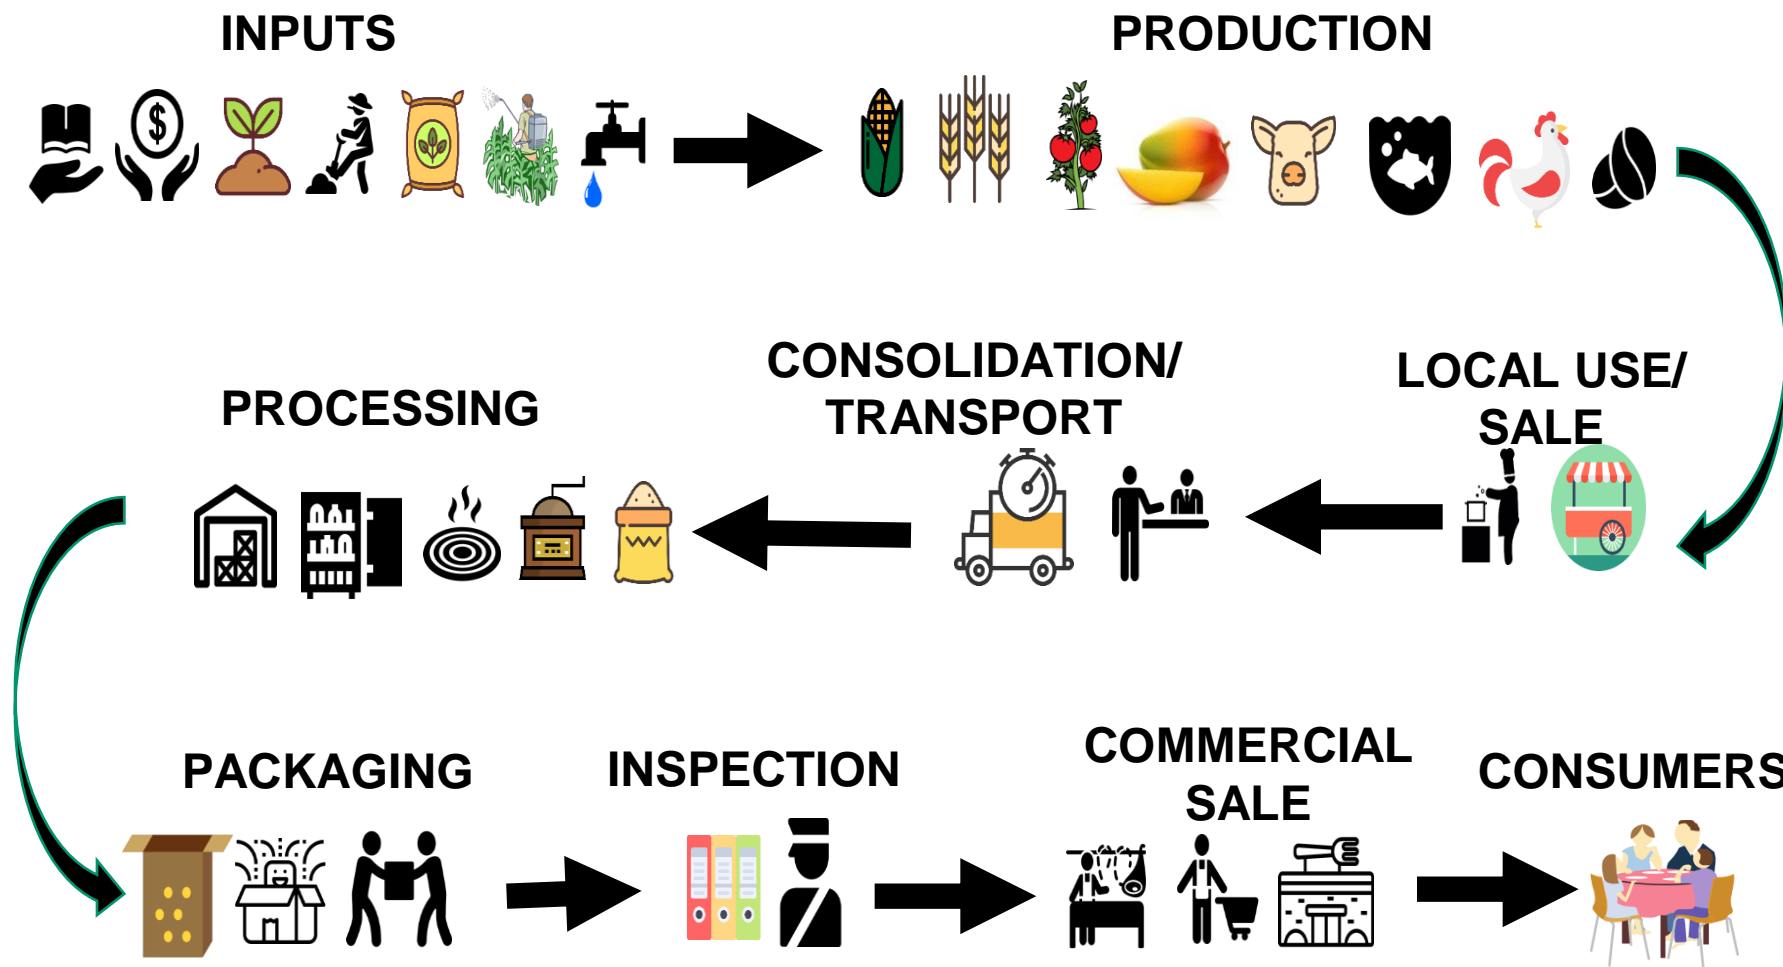 INPUTS
PRODUCTION
$
PROCESSING
CONSOLIDATION/
TRANSPORT
LOCAL USE/
SALE
PACKAGING
INSPECTION
COMMERCIAL
SALE
CONSUMERS